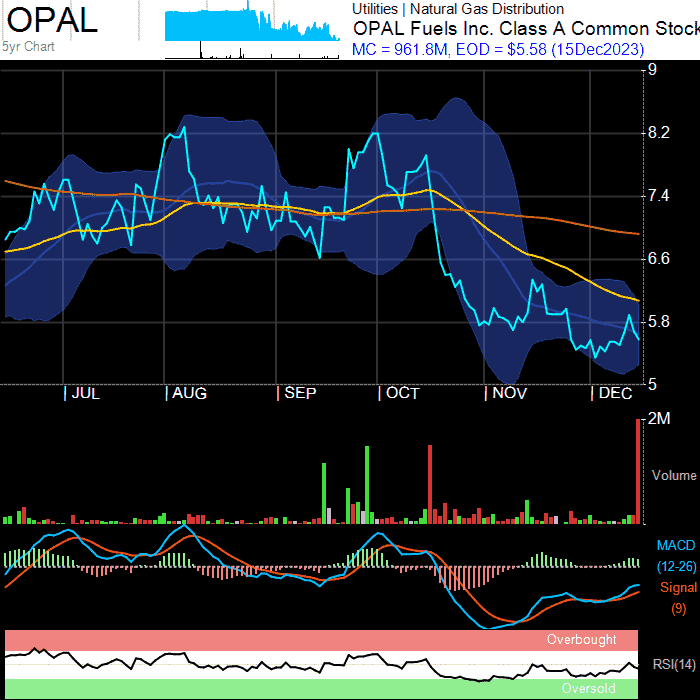 OPAL
5yr Chart
Utilities | Natural Gas Distribution
OPAL Fuels Inc. Class A Common Stock
MC = 961.8M, EOD = $5.58 (15Dec2023)
9
8.2
7.4
6.6
5.8
5
JUL AUG SEP OCT NOV DEC
2M
Volume
MACD
(12-26)
Signal
(9)
Overbought
RSI(14)
Oversold